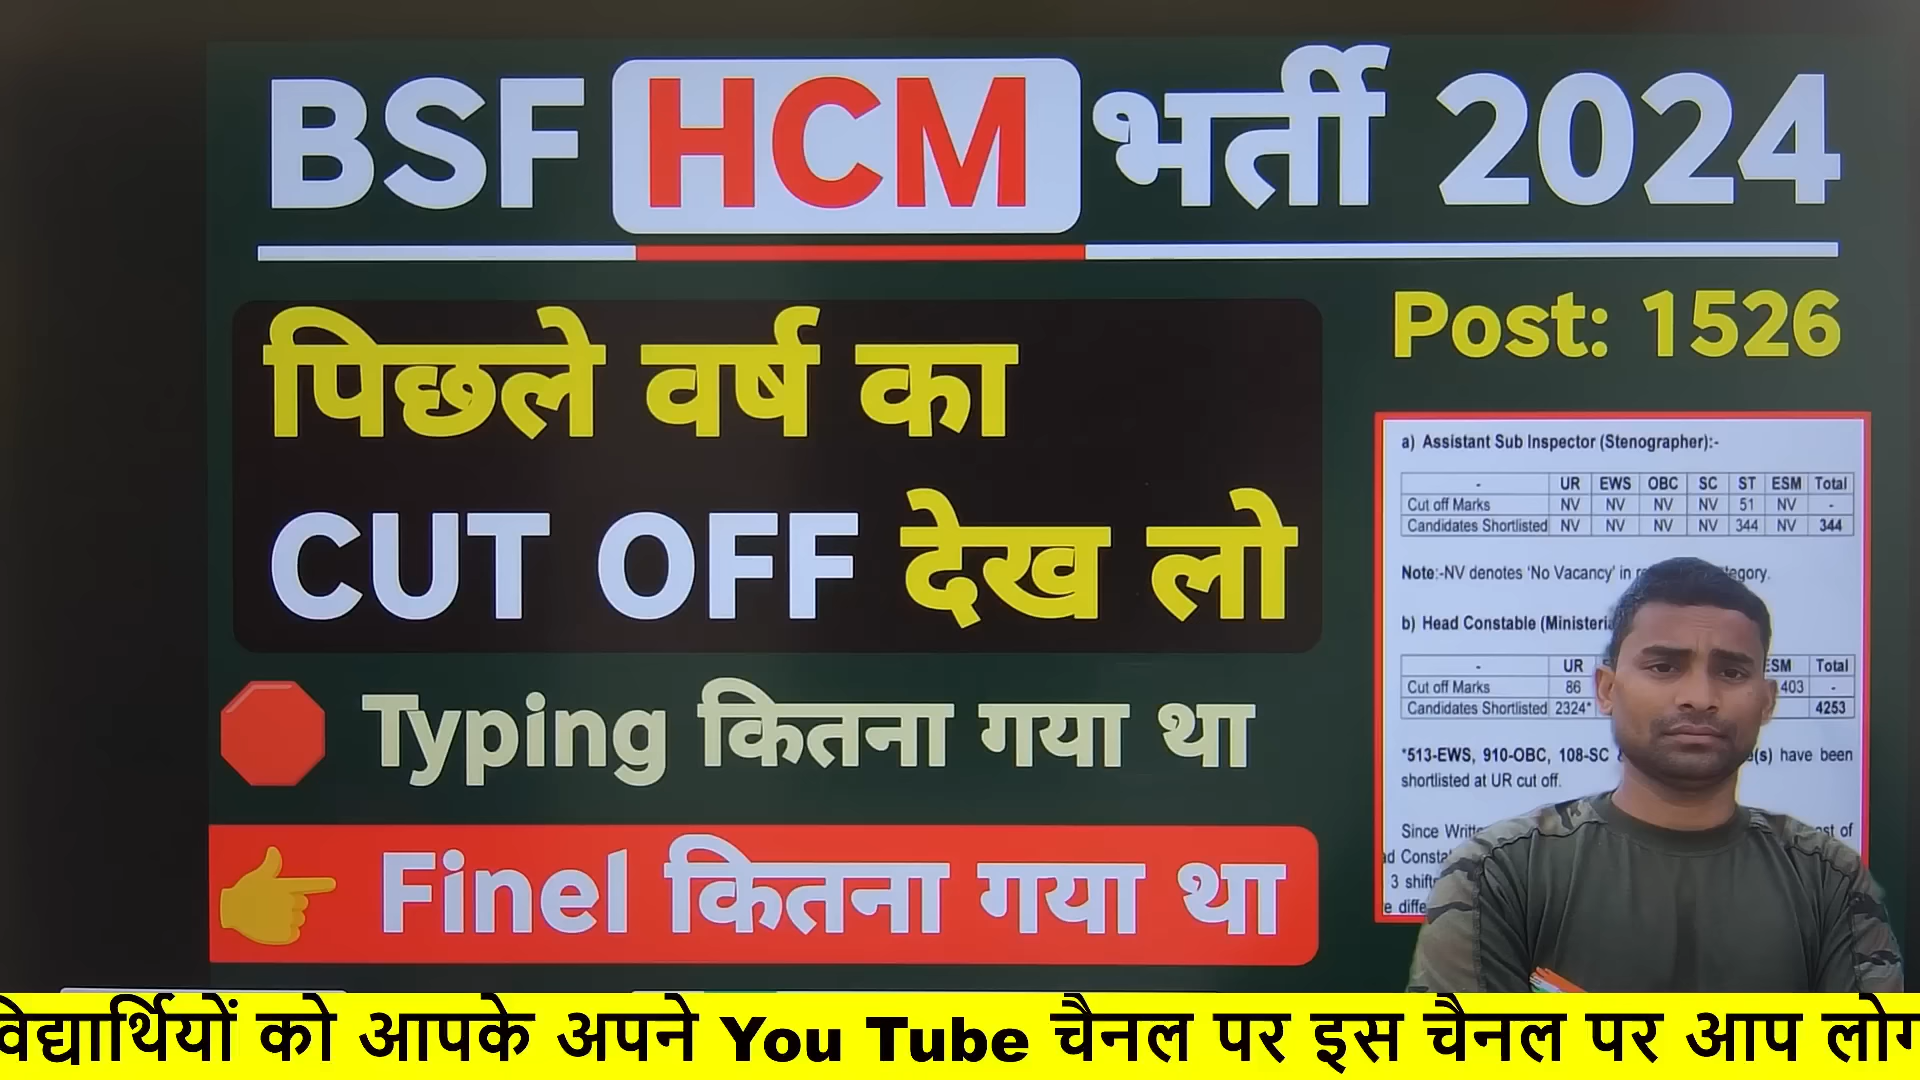 BSF HCM भर्ती 2024
Post: 1526
पिछले वर्ष का
CUT OFF देख लो
Typing कितना गया था
Finel कितना गया था
a) Assistant Sub Inspector (Stenographer):-
- UR EWS OBC SC ST ESM Total
Cut off Marks NV NV NV NV 51 NV -
Candidates Shortlisted NV NV NV NV 344 NV 344
Note:-NV denotes 'No Vacancy' in
b) Head Constable
- UR ESM Total
Cut off Marks 86 403 -
Candidates Shortlisted 2324* 4253
*513-EWS, 910-OBC, 108-SC have been
shortlisted at UR cut off.
Since
of
3
विद्यार्थियों को आपके अपने You Tube चैनल पर इस चैनल पर आप